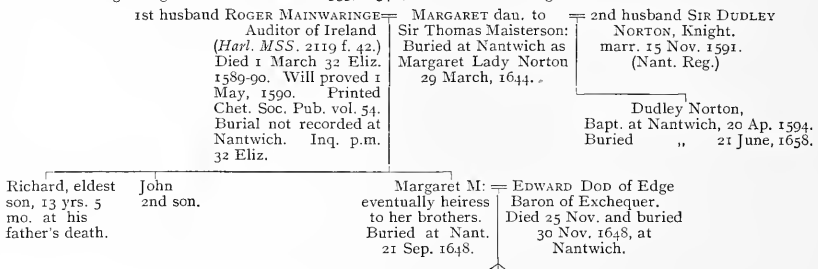 1st husband ROGER MAINWARINGE
Auditor of Ireland
(Harl. MSS. 2119 f. 42.)
Died 1 March 32 Eliz.
1589-90. Will proved 1
May, 1590. Printed
Chet. Soc. Pub. vol. 54.
Burial not recorded at
Nantwich. Inq. p.m.
32 Eliz.
MARGARET dau. to
Sir Thomas Maisterson:
Buried at Nantwich as
Margaret Lady Norton
29 March, 1644.
2nd husband SIR DUDLEY
NORTON, Knight.
marr. 15 Nov. 1591.
(Nant. Reg.)
Dudley Norton,
Bapt. at Nantwich, 20 Ap. 1594.
Buried „ 21 June, 1658.
Richard, eldest
son, 13 yrs. 5
mo. at his
father's death.
John
2nd son.
Margaret M:
eventually heiress
to her brothers.
Buried at Nant.
21 Sep. 1648.
EDWARD DOD of Edge
Baron of Exchequer.
Died 25 Nov. and buried
30 Nov. 1648, at
Nantwich.